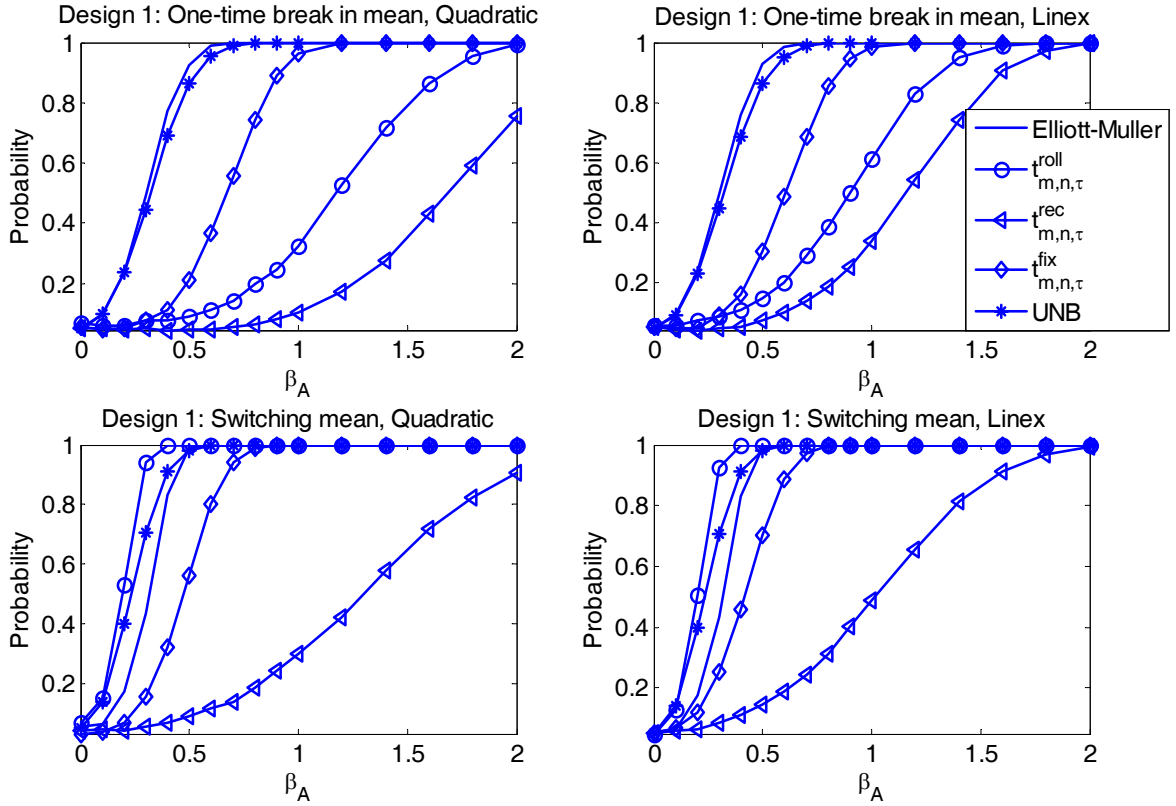 Design 1: One-time break in mean, Quadratic
1
0.8
0.6
0.4
0.2
0
0.5
1
1.5
2
Probability
β_A
Design 1: One-time break in mean, Linex
1
0.8
0.6
0.4
0.2
0
0.5
1
1.5
2
Probability
β_A
Elliott-Muller
t^roll_m,n,τ
t^rec_m,n,τ
t^fix_m,n,τ
UNB
Design 1: Switching mean, Quadratic
1
0.8
0.6
0.4
0.2
0
0.5
1
1.5
2
Probability
β_A
Design 1: Switching mean, Linex
1
0.8
0.6
0.4
0.2
0
0.5
1
1.5
2
Probability
β_A